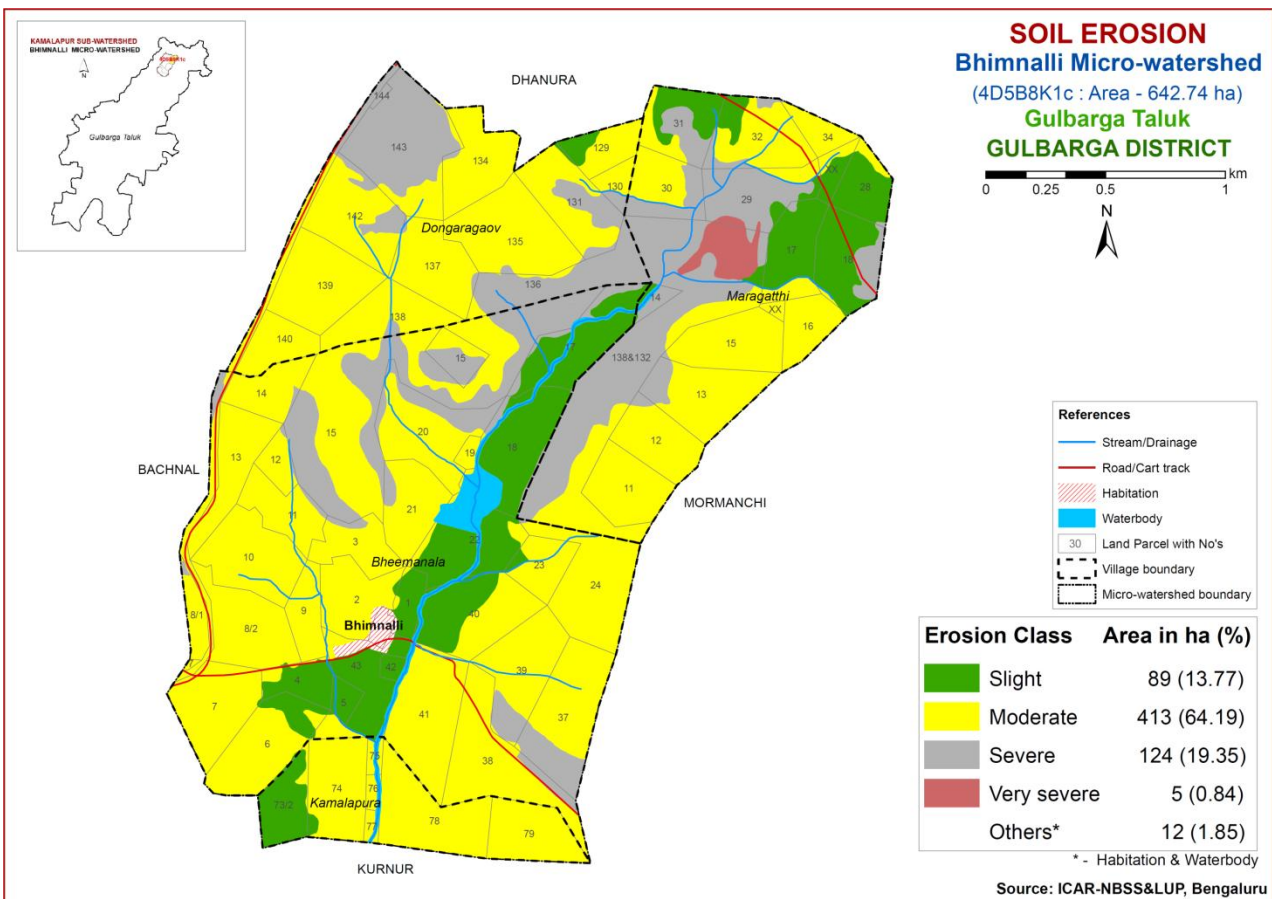 KAMALAPUR SUB-WATERSHED
BHIMNALLI MICRO-WATERSHED
N
4D5B8K1c
Gulbarga Taluk
SOIL EROSION
Bhimnalli Micro-watershed
(4D5B8K1c : Area - 642.74 ha)
Gulbarga Taluk
GULBARGA DISTRICT
km
0 0.25 0.5 1
N
DHANURA
144
143
134
129
130
131
142
Dongaragaov
135
137
136
139
138
140
31
32
34
XX
30
29
28
17
18
14
Maragatthi
XX
16
15
138&132
13
12
11
MORMANCHI
BACHNAL
14
15
15
17
13
12
20
19
18
11
21
3
22
10
Bheemanala
23
24
2
1
40
9
8/1
8/2
Bhimnalli
43
42
39
4
5
7
41
37
6
38
75
74
76
73/2
Kamalapura
77
78
79
KURNUR
References
Stream/Drainage
Road/Cart track
Habitation
Waterbody
30 Land Parcel with No's
Village boundary
Micro-watershed boundary
Erosion Class Area in ha (%)
Slight 89 (13.77)
Moderate 413 (64.19)
Severe 124 (19.35)
Very severe 5 (0.84)
Others* 12 (1.85)
* - Habitation & Waterbody
Source: ICAR-NBSS&LUP, Bengaluru